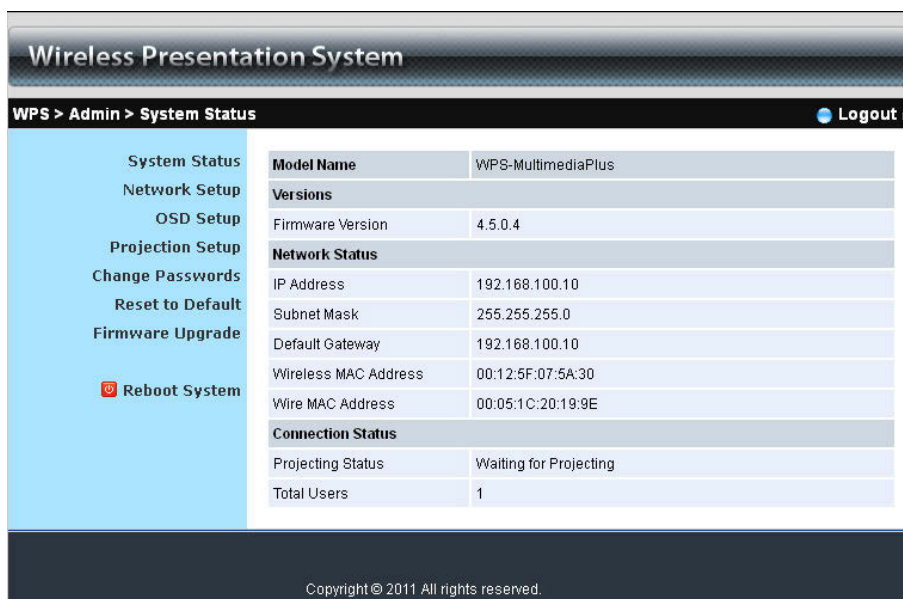 Wireless Presentation System
WPS > Admin > System Status
Logout
System Status
Network Setup
OSD Setup
Projection Setup
Change Passwords
Reset to Default
Firmware Upgrade
Reboot System
Model Name WPS-MultimediaPlus
Versions
Firmware Version 4.5.0.4
Network Status
IP Address 192.168.100.10
Subnet Mask 255.255.255.0
Default Gateway 192.168.100.10
Wireless MAC Address 00:12:5F:07:5A:30
Wire MAC Address 00:05:1C:20:19:9E
Connection Status
Projecting Status Waiting for Projecting
Total Users 1
Copyright © 2011 All rights reserved.